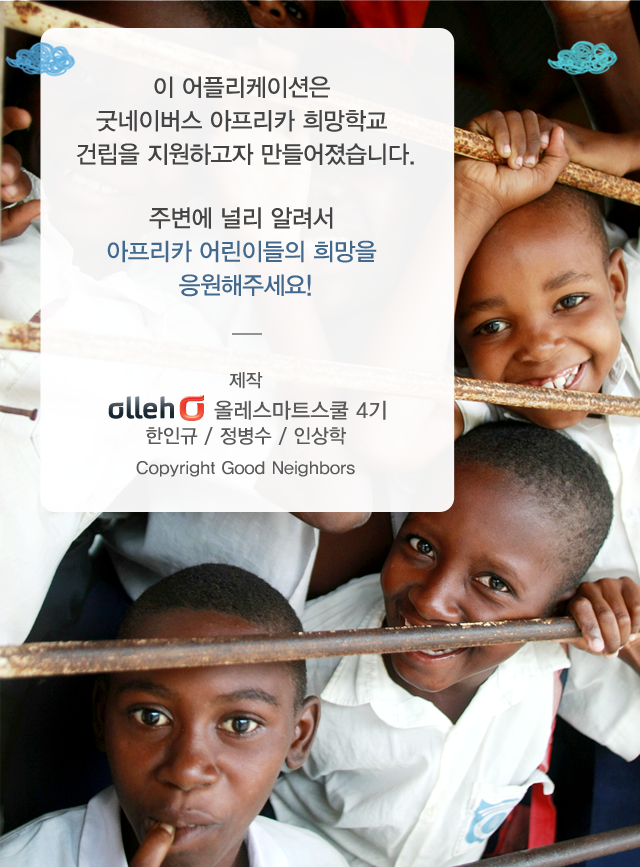 이 어플리케이션은
굿네이버스 아프리카 희망학교
건립을 지원하고자 만들어졌습니다.
주변에 널리 알려서
아프리카 어린이들의 희망을
응원해주세요!
제작
olleh 올레스마트스쿨 4기
한인규 / 정병수 / 인상학
Copyright Good Neighbors